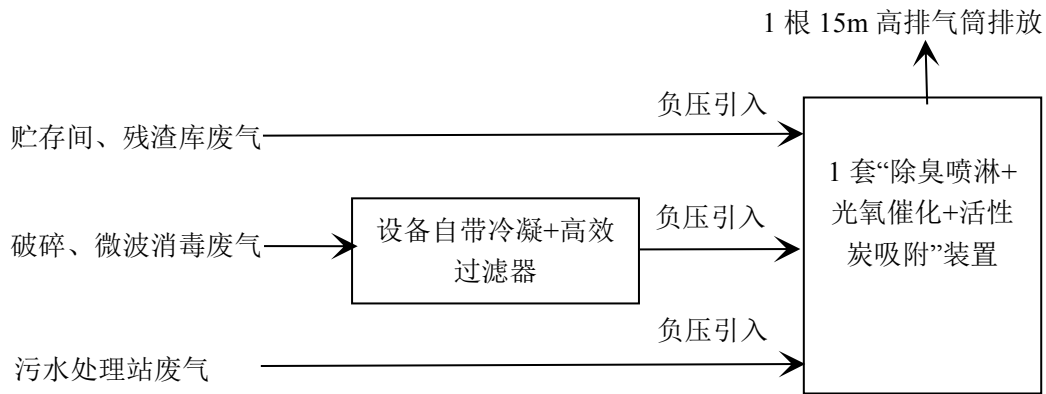 1 根 15m 高排气筒排放
负压引入
贮存间、残渣库废气
1 套“除臭喷淋+
光氧催化+活性
炭吸附”装置
设备自带冷凝+高效
过滤器
负压引入
破碎、微波消毒废气
负压引入
污水处理站废气